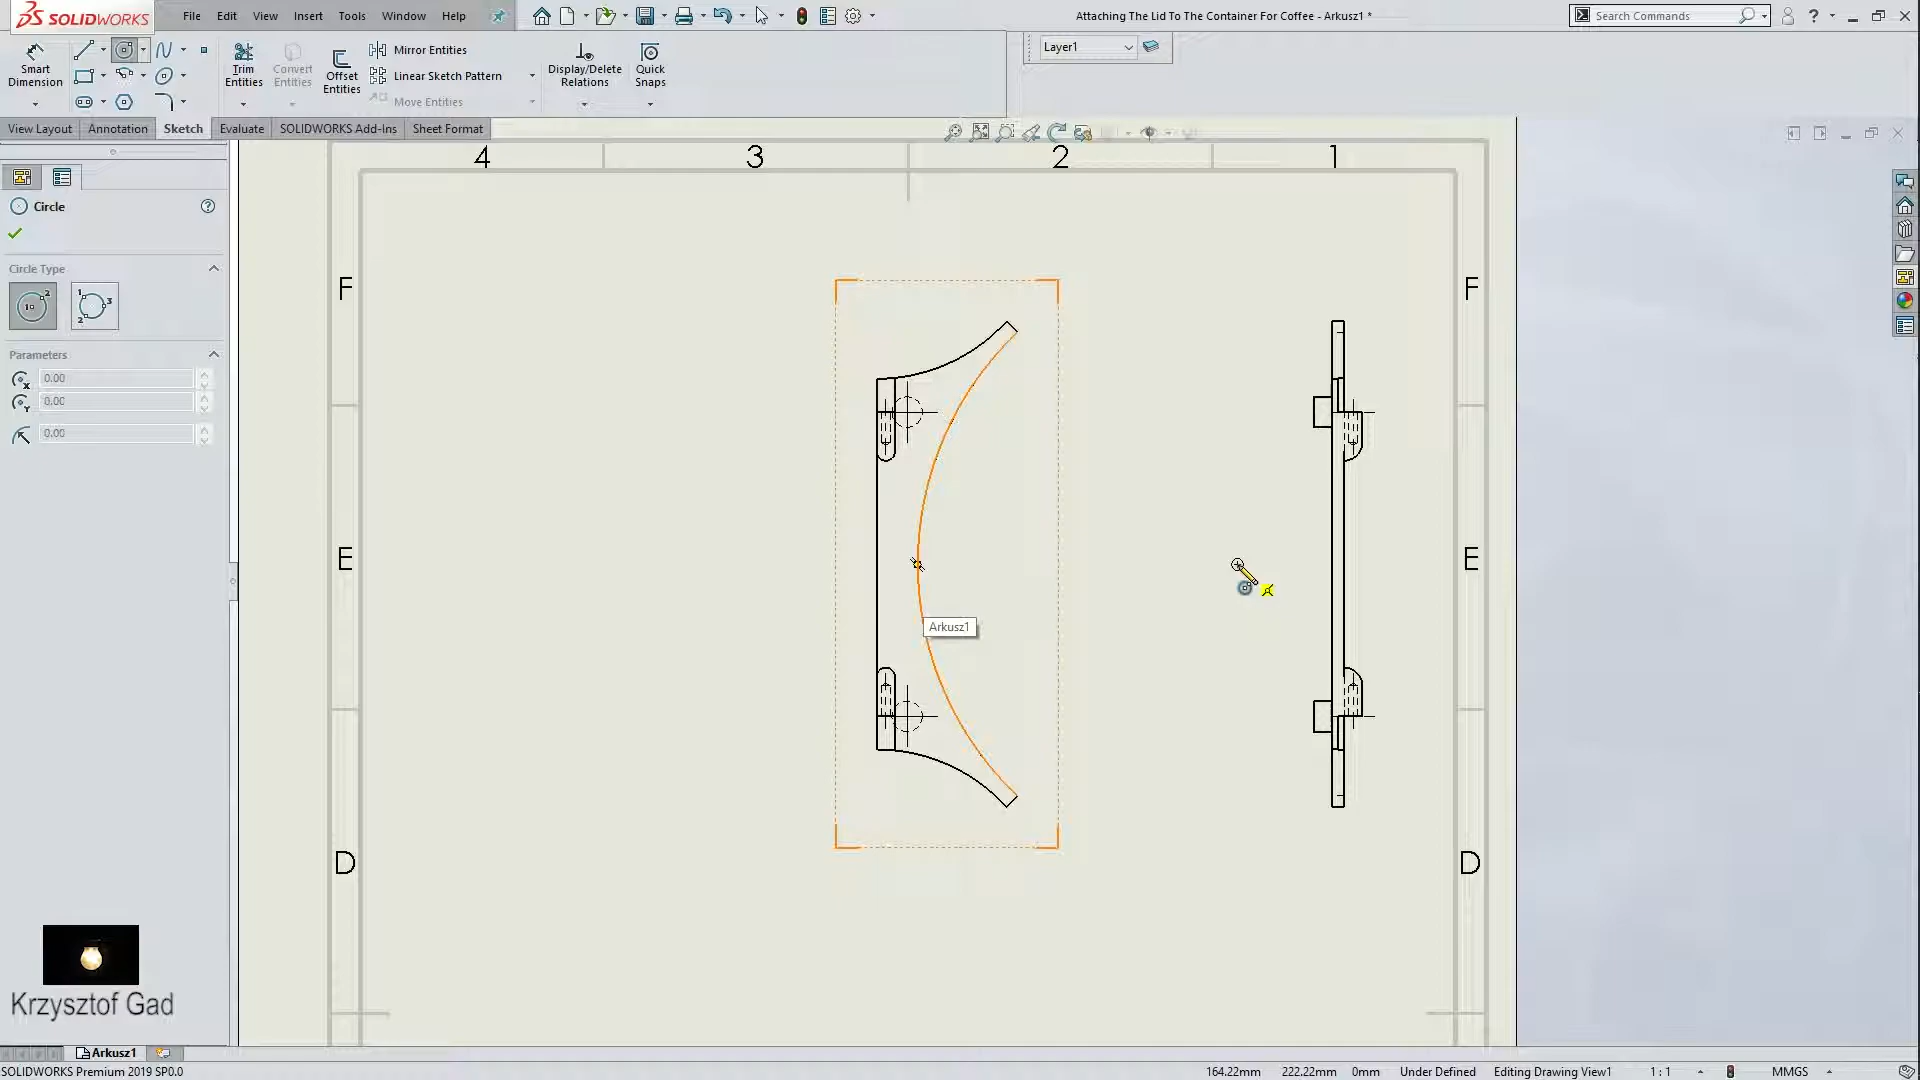 SOLIDWORKS File Edit View Insert Tools Window Help
Attaching The Lid To The Container For Coffee - Arkusz1 *
Search Commands
Smart Dimension
Trim Entities
Convert Entities
Offset Entities
Mirror Entities
Linear Sketch Pattern
Move Entities
Display/Delete Relations
Quick Snaps
Layer1
View Layout Annotation Sketch Evaluate SOLIDWORKS Add-Ins Sheet Format
4 3 2 1
Circle
Circle Type
Parameters
0.00
0.00
0.00
F F
E E
D D
Arkusz1
Krzysztof Gad
Arkusz1
SOLIDWORKS Premium 2019 SP0.0
164.22mm 222.22mm 0mm Under Defined Editing Drawing View1 1 : 1 MMGS